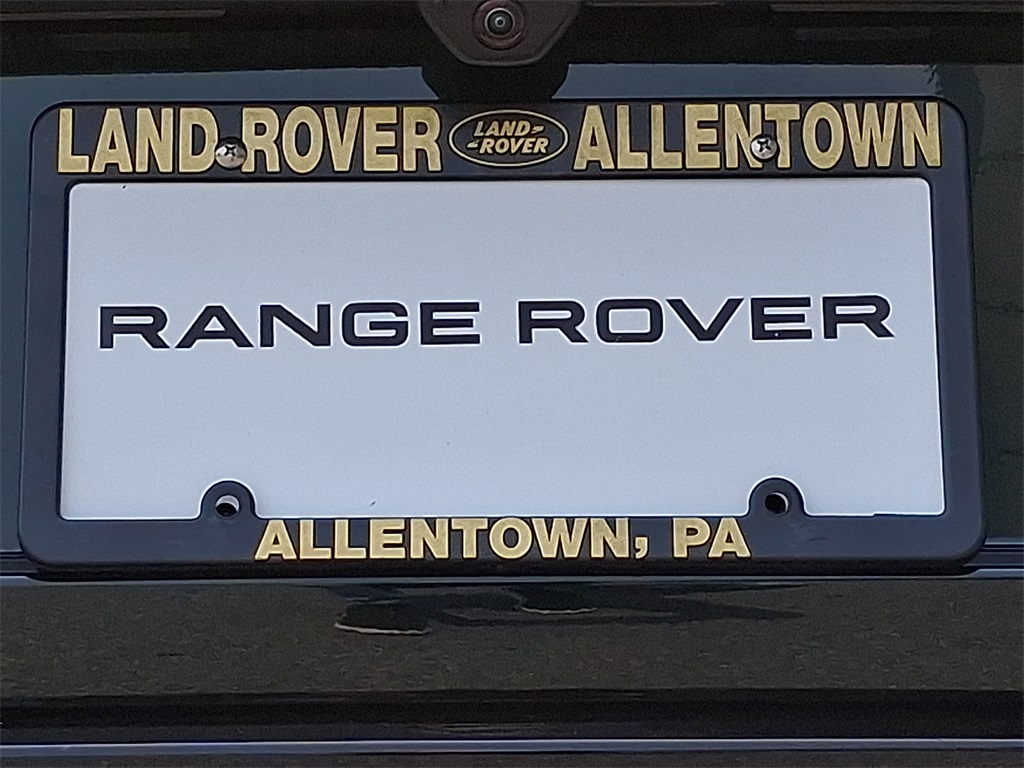 LAND ROVER LAND-ROVER ALLENTOWN
RANGE ROVER
ALLENTOWN, PA